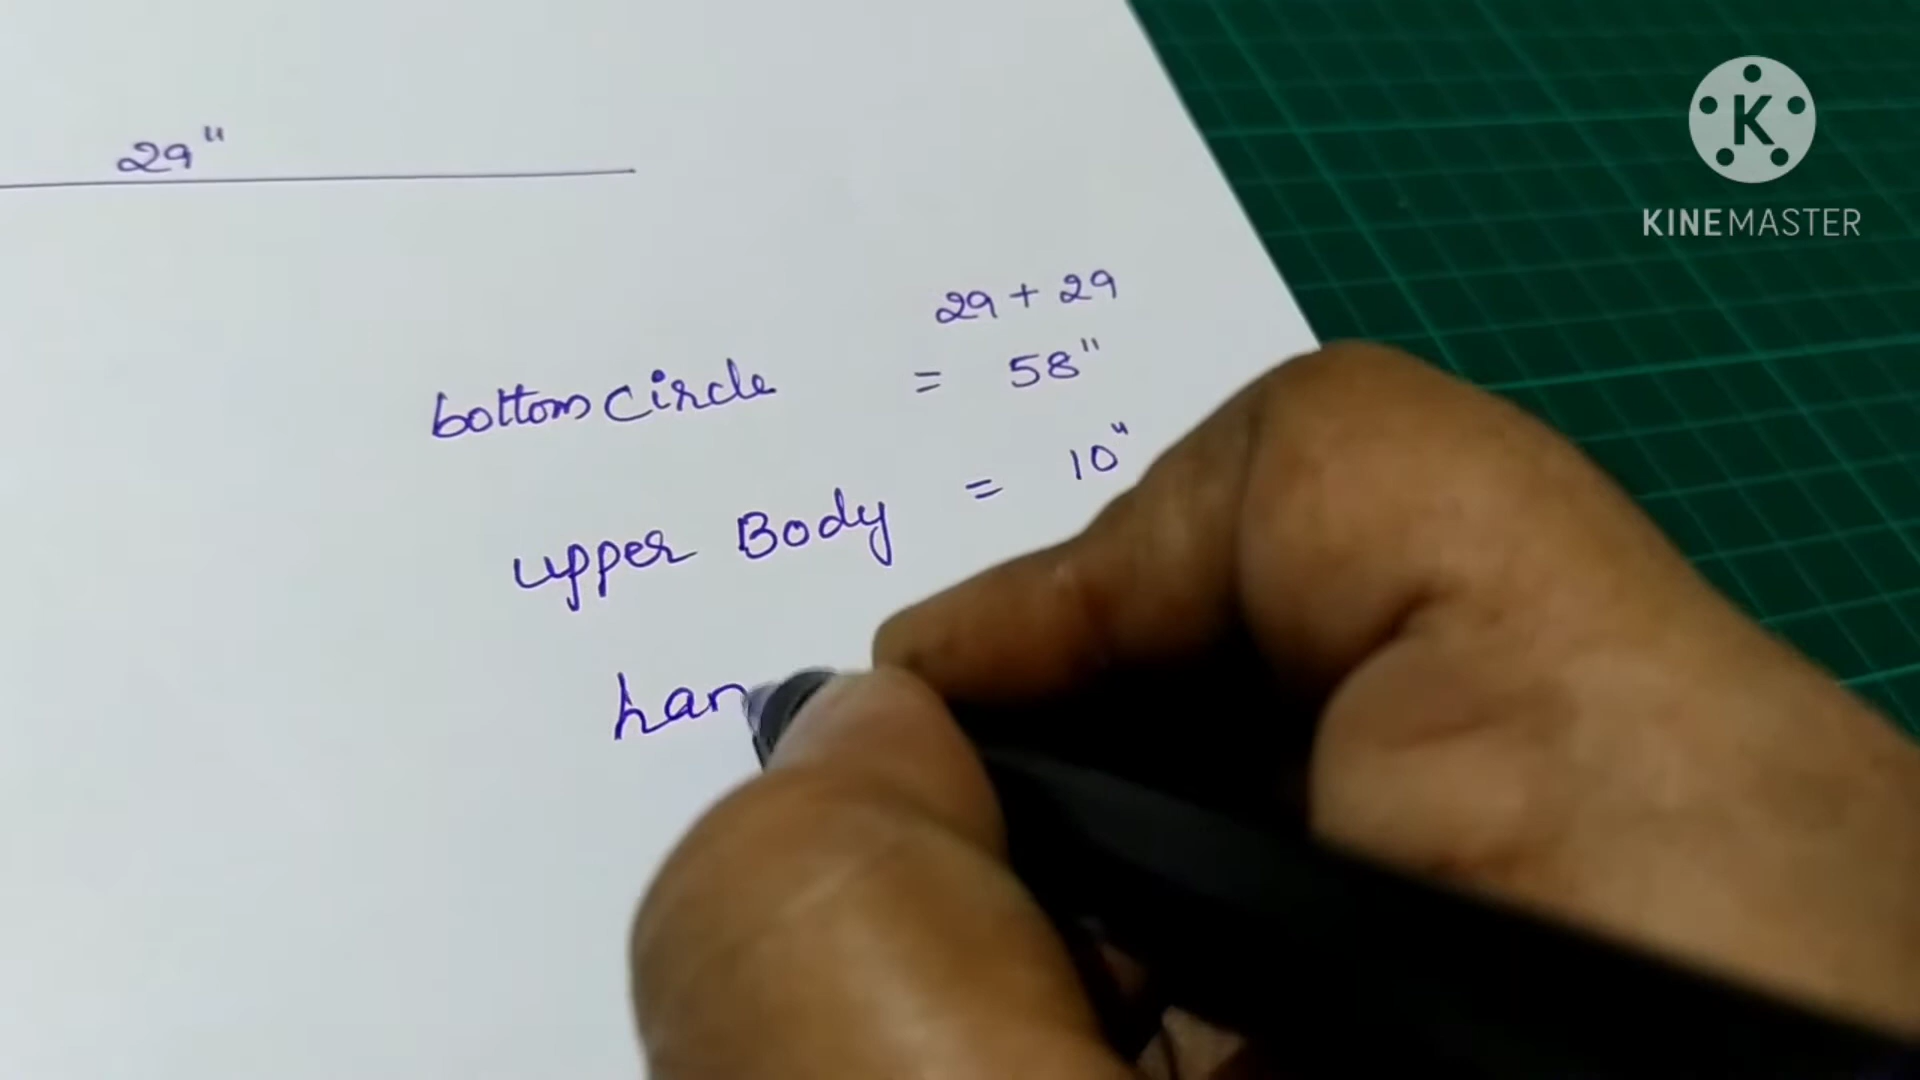 29"
29 + 29
bottom circle = 58"
upper Body = 10"
han
K
KINEMASTER